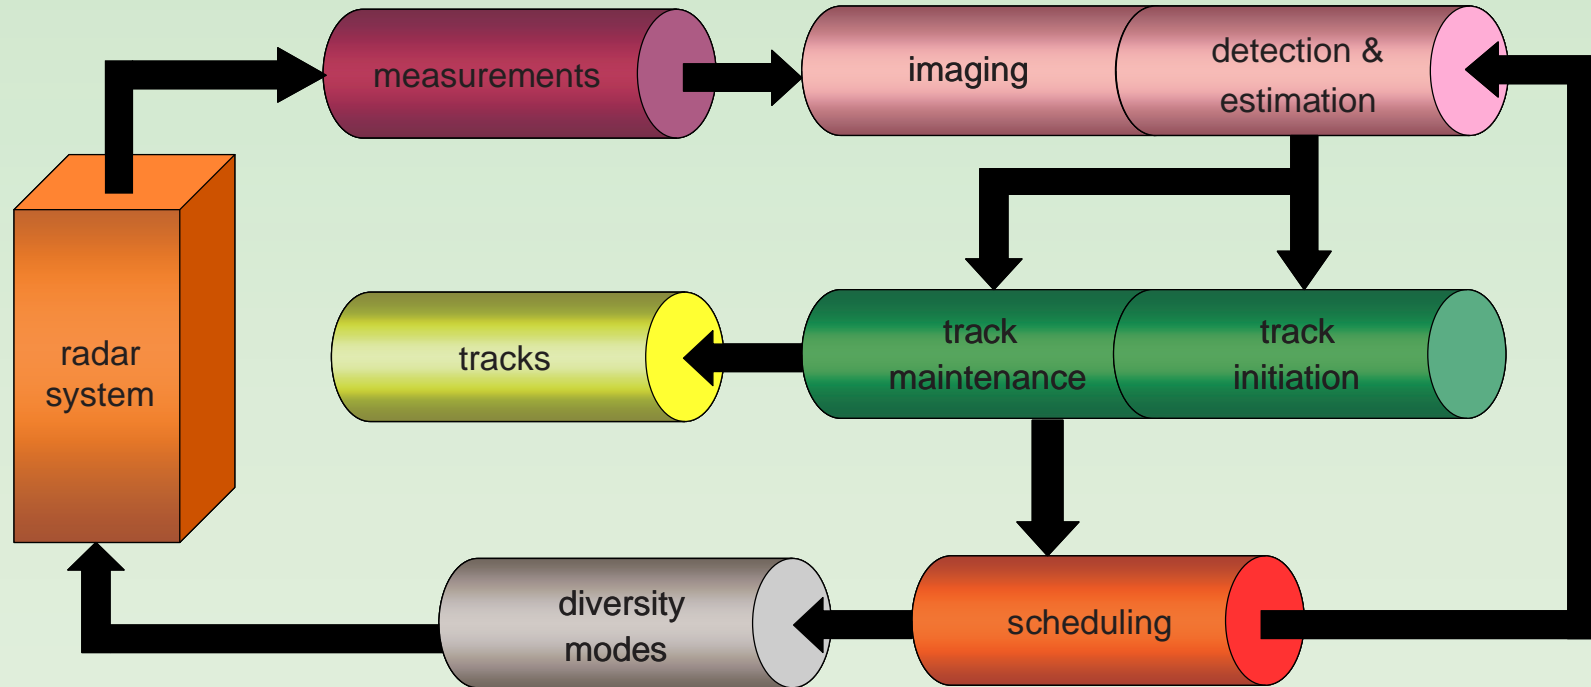 measurements
imaging
detection &
estimation
radar
system
tracks
track
maintenance
track
initiation
diversity
modes
scheduling